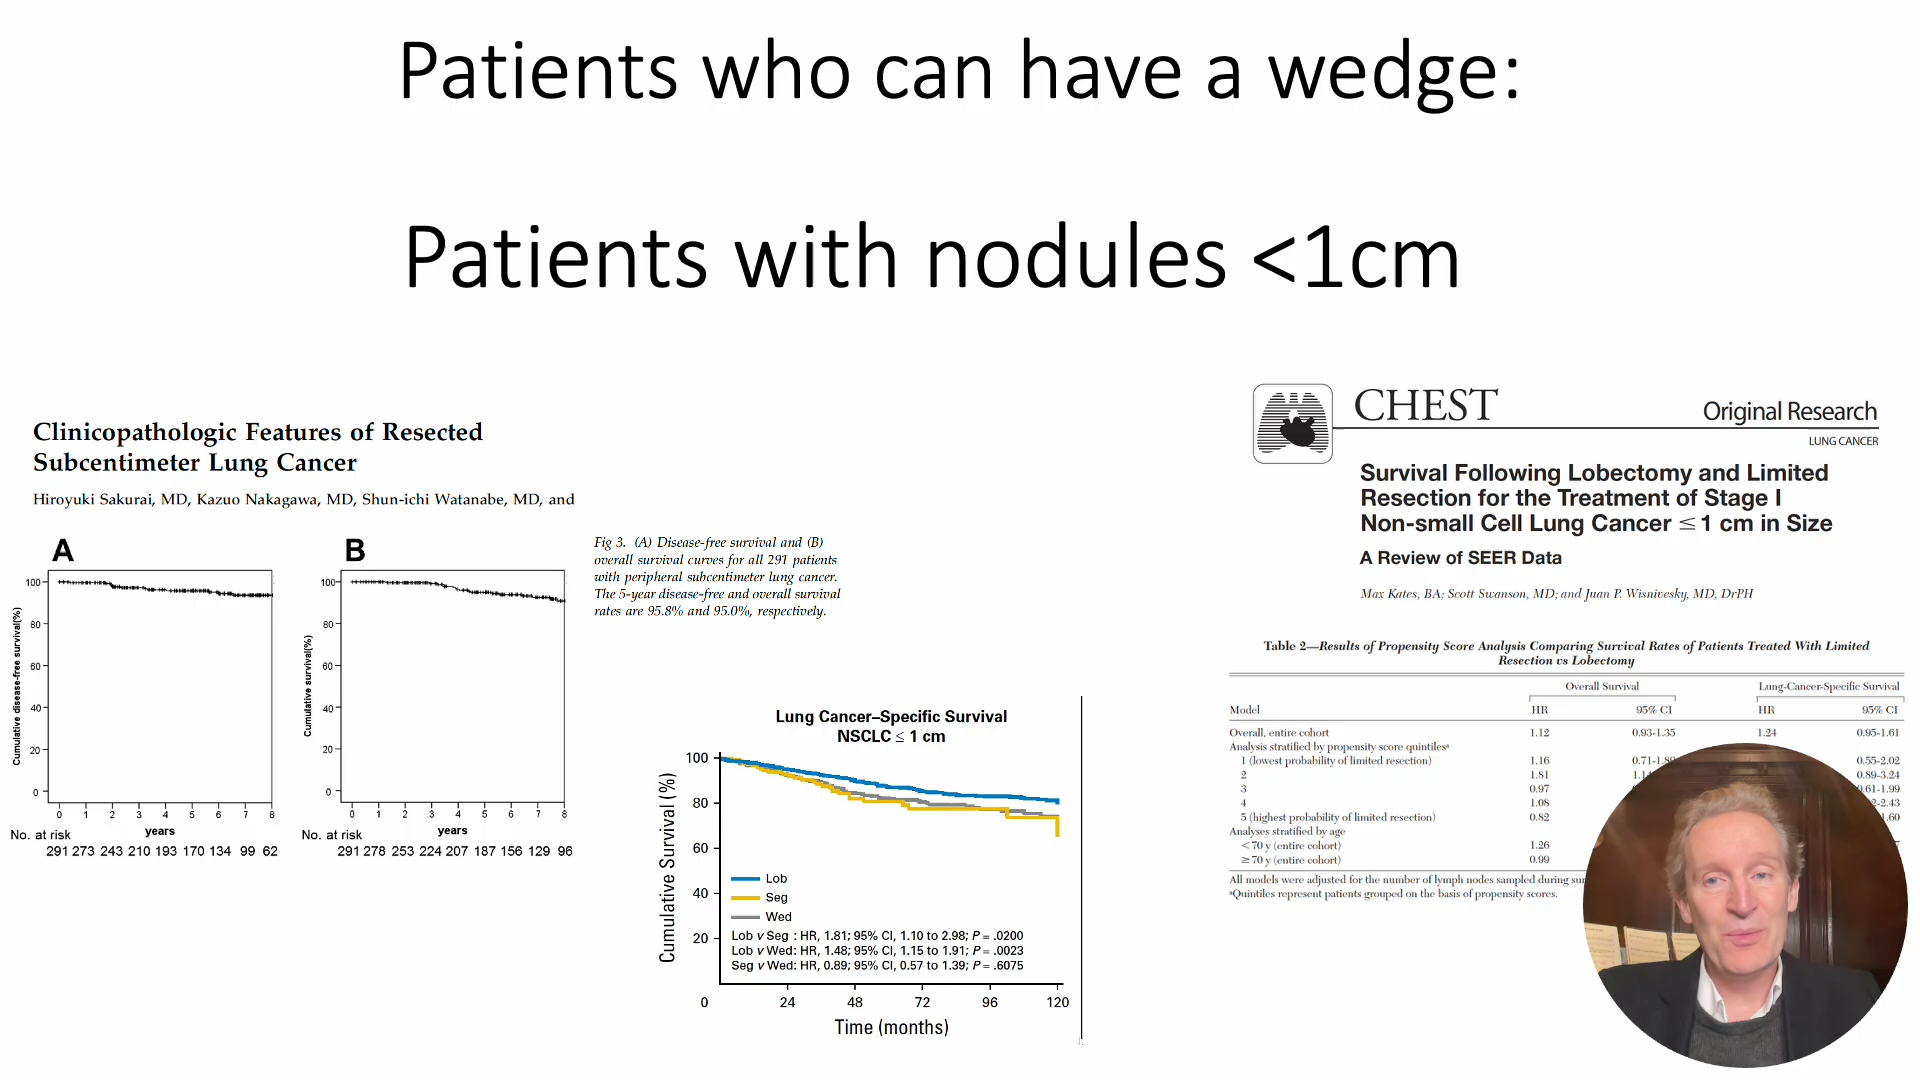 Patients who can have a wedge:
Patients with nodules <1cm
Clinicopathologic Features of Resected
Subcentimeter Lung Cancer
Hiroyuki Sakurai, MD, Kazuo Nakagawa, MD, Shun-ichi Watanabe, MD, and
A
Cumulative disease-free survival(%)
100
80
60
40
20
0
0 1 2 3 4 5 6 7 8
years
No. at risk
291 273 243 210 193 170 134 99 62
B
Cumulative survival(%)
100
80
60
40
20
0
0 1 2 3 4 5 6 7 8
years
No. at risk
291 278 253 224 207 187 156 129 96
Fig 3. (A) Disease-free survival and (B)
overall survival curves for all 291 patients
with peripheral subcentimeter lung cancer.
The 5-year disease-free and overall survival
rates are 95.8% and 95.0%, respectively.
Lung Cancer–Specific Survival
NSCLC ≤ 1 cm
Cumulative Survival (%)
100
80
60
40
20
Lob
Seg
Wed
Lob v Seg : HR, 1.81; 95% CI, 1.10 to 2.98; P = .0200
Lob v Wed: HR, 1.48; 95% CI, 1.15 to 1.91; P = .0023
Seg v Wed: HR, 0.89; 95% CI, 0.57 to 1.39; P = .6075
0 24 48 72 96 120
Time (months)
CHEST
Original Research
LUNG CANCER
Survival Following Lobectomy and Limited
Resection for the Treatment of Stage I
Non-small Cell Lung Cancer ≤ 1 cm in Size
A Review of SEER Data
Max Kates, BA; Scott Swanson, MD; and Juan P. Wisnivesky, MD, DrPH
Table 2—Results of Propensity Score Analysis Comparing Survival Rates of Patients Treated With Limited
Resection vs Lobectomy
Overall Survival Lung-Cancer-Specific Survival
Model HR 95% CI HR 95% CI
Overall, entire cohort 1.12 0.93-1.35 1.24 0.95-1.61
Analysis stratified by propensity score quintilesª
1 (lowest probability of limited resection) 1.16 0.55-2.02
2 1.81 0.89-3.24
3 0.97 0.61-1.99
4 1.08
5 (highest probability of limited resection) 0.82
Analyses stratified by age
<70 y (entire cohort) 1.26
≥70 y (entire cohort) 0.99
All models were adjusted for the number of lymph nodes sampled during
ªQuintiles represent patients grouped on the basis of propensity scores.